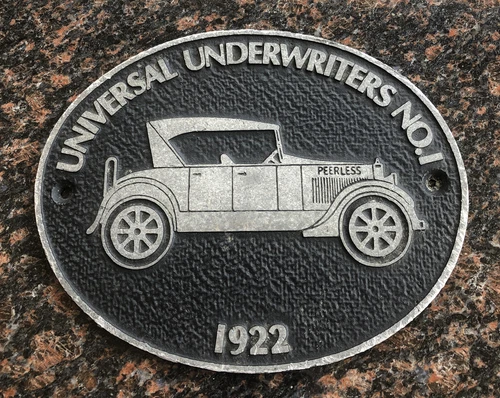 UNIVERSAL UNDERWRITERS NO.1
PEERLESS
1922